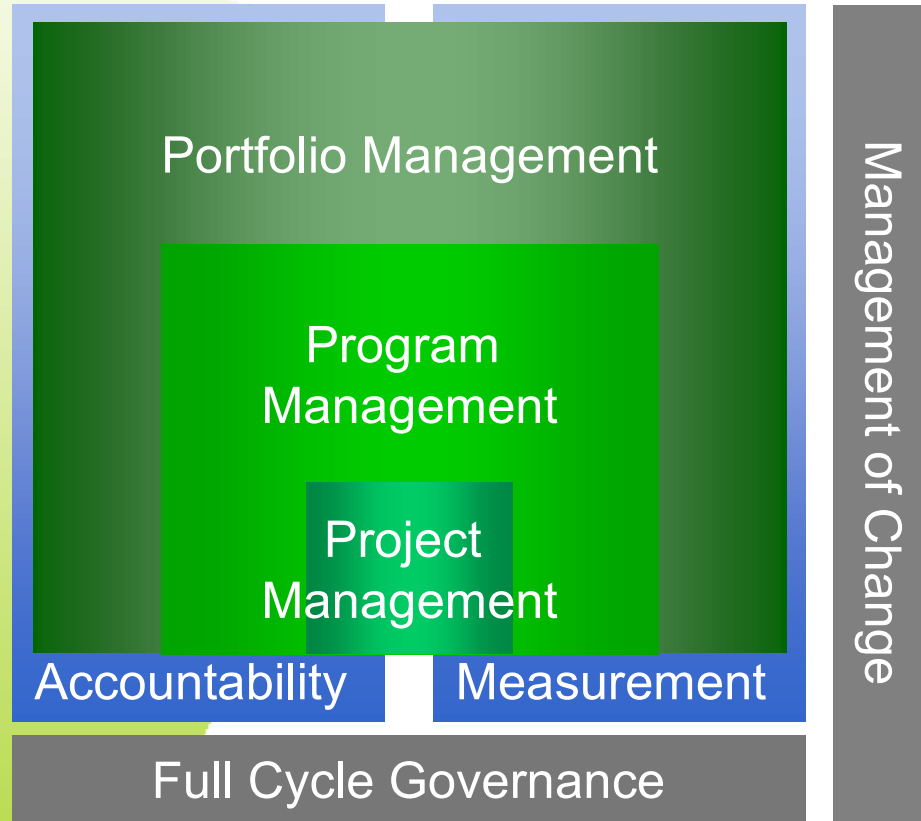 Portfolio Management
Program
Management
Project
Management
Accountability
Measurement
Full Cycle Governance
Management of Change